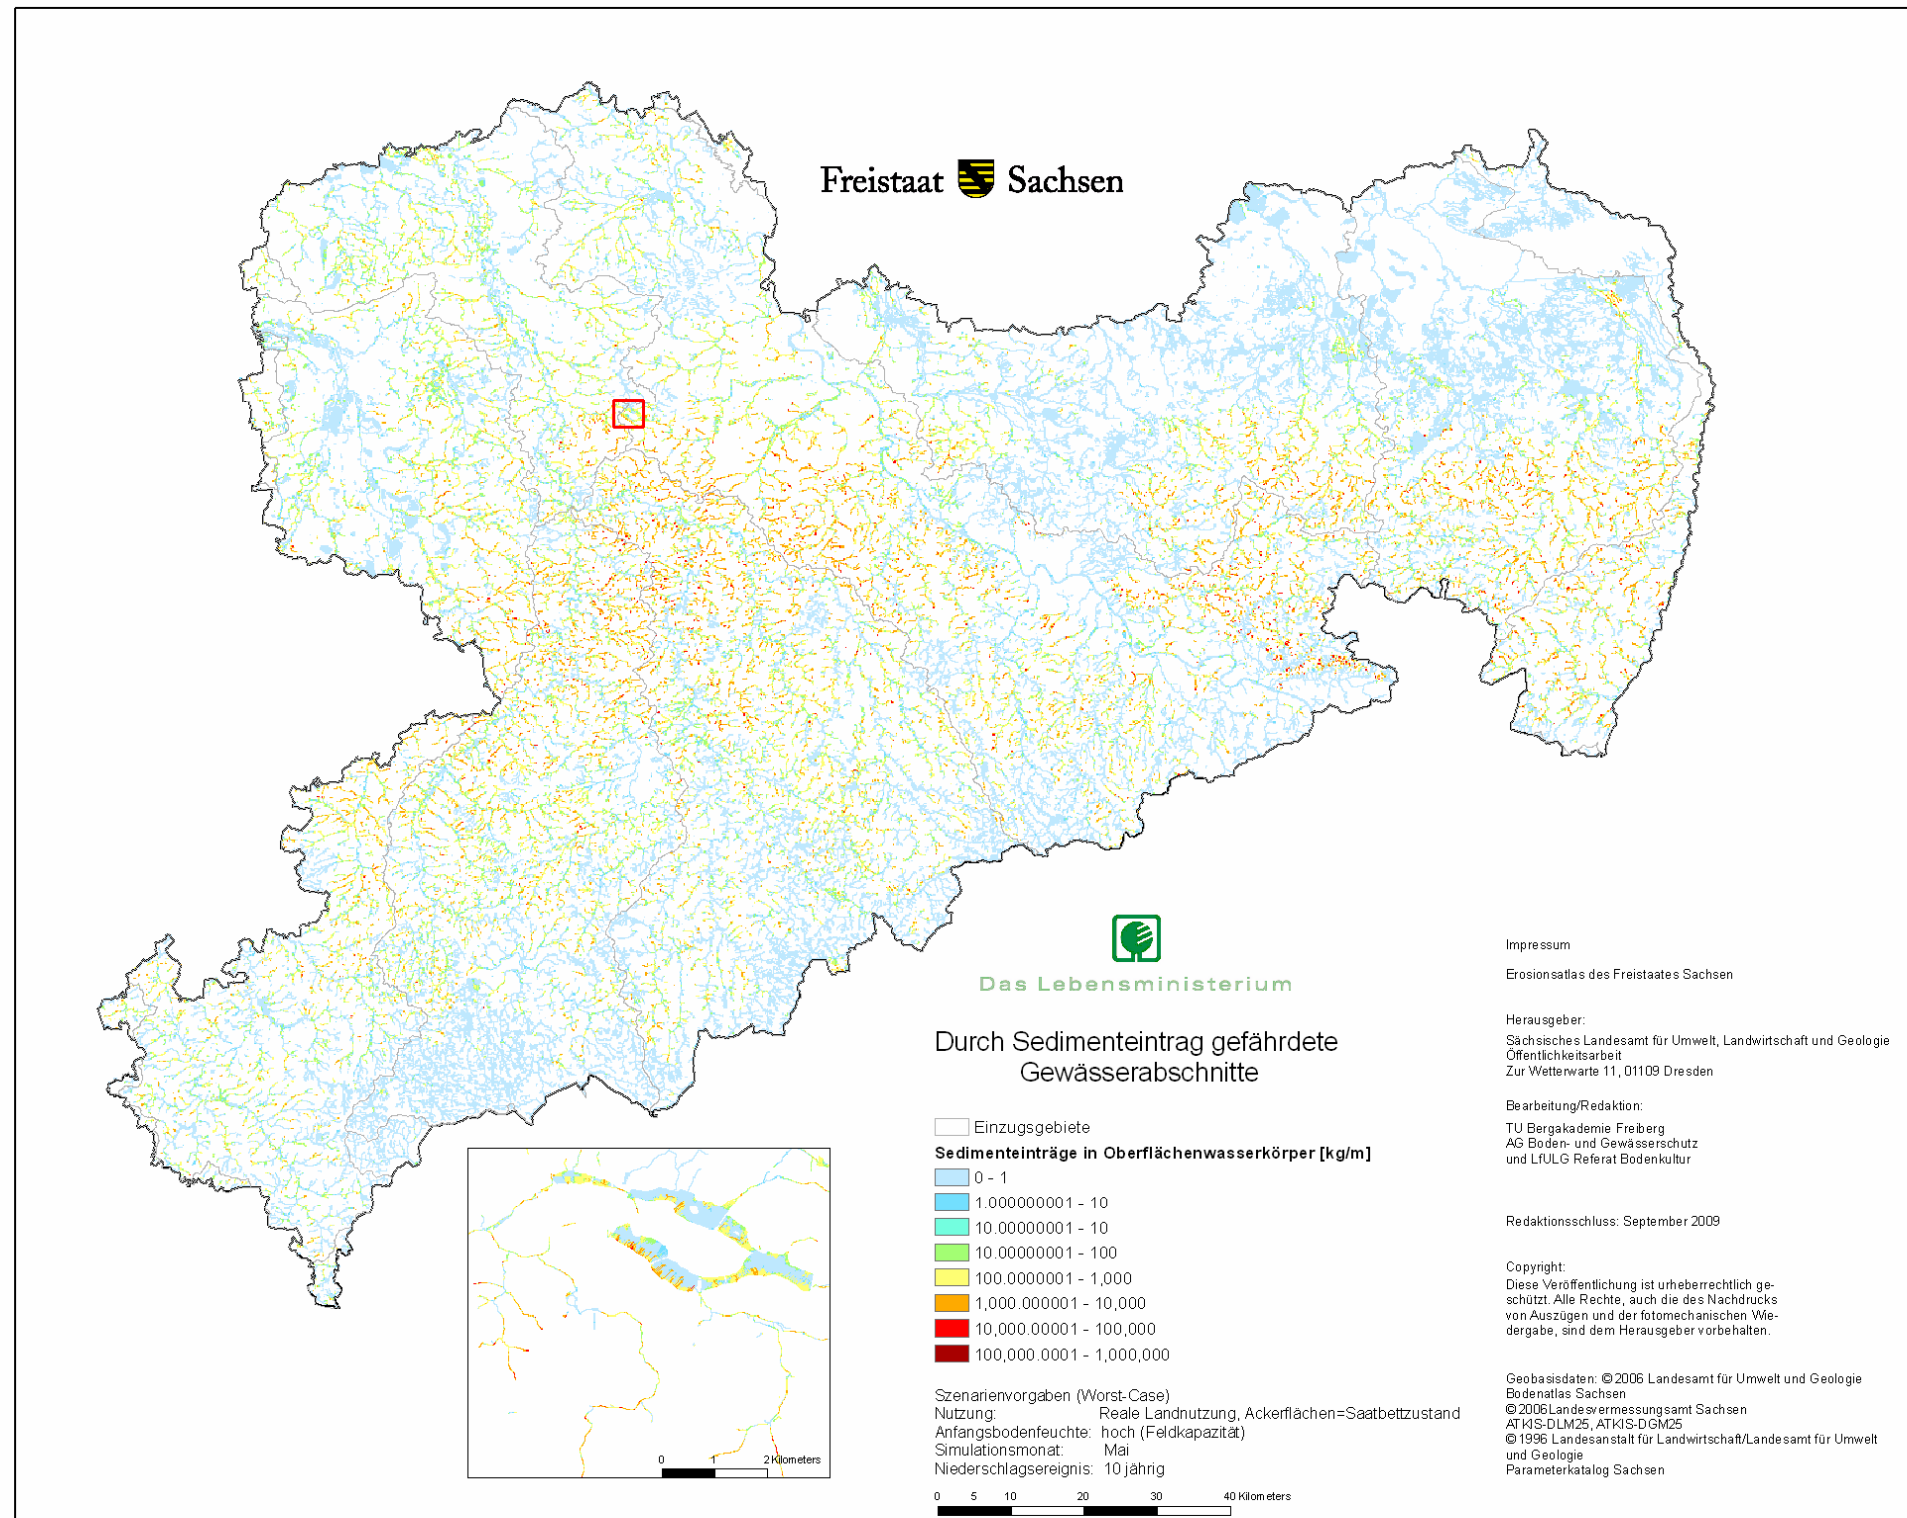 Freistaat Sachsen
Das Lebensministerium
Durch Sedimenteintrag gefährdete
Gewässerabschnitte
Einzugsgebiete
Sedimenteinträge in Oberflächenwasserkörper [kg/m]
0 - 1
1.000000001 - 10
10.00000001 - 10
10.00000001 - 100
100.0000001 - 1,000
1,000.000001 - 10,000
10,000.00001 - 100,000
100,000.0001 - 1,000,000
Szenarienvorgaben (Worst-Case)
Nutzung: Reale Landnutzung, Ackerflächen=Saatbettzustand
Anfangsbodenfeuchte: hoch (Feldkapazität)
Simulationsmonat: Mai
Niederschlagsereignis: 10 jährig
0 5 10 20 30 40 Kilometers
0 1 2 Kilometers
Impressum
Erosionsatlas des Freistaates Sachsen
Herausgeber:
Sächsisches Landesamt für Umwelt, Landwirtschaft und Geologie
Öffentlichkeitsarbeit
Zur Wetterwarte 11, 01109 Dresden
Bearbeitung/Redaktion:
TU Bergakademie Freiberg
AG Boden- und Gewässerschutz
und LfULG Referat Bodenkultur
Redaktionsschluss: September 2009
Copyright:
Diese Veröffentlichung ist urheberrechtlich ge-
schützt. Alle Rechte, auch die des Nachdrucks
von Auszügen und der fotomechanischen Wie-
dergabe, sind dem Herausgeber vorbehalten.
Geobasisdaten: ©2006 Landesamt für Umwelt und Geologie
Bodenatlas Sachsen
©2006Landesvermessungsamt Sachsen
ATKIS-DLM25, ATKIS-DGM25
©1996 Landesanstalt für Landwirtschaft/Landesamt für Umwelt
und Geologie
Parameterkatalog Sachsen